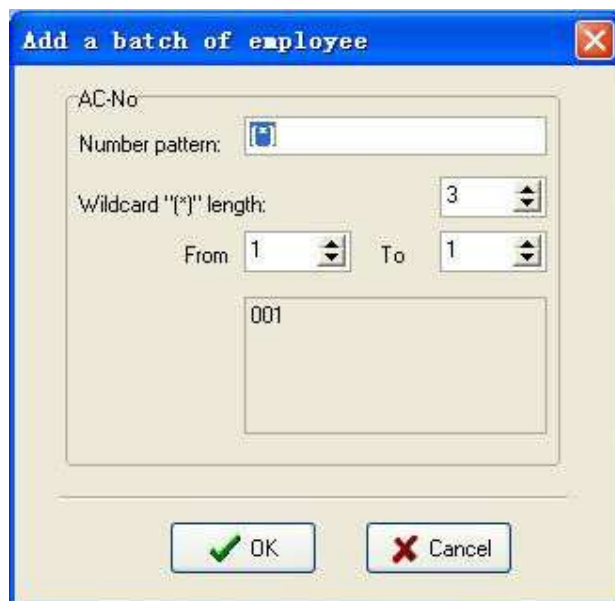 Add a batch of employee
AC-No
Number pattern: (*)
Wildcard "(*)" length: 3
From 1 To 1
001
OK Cancel